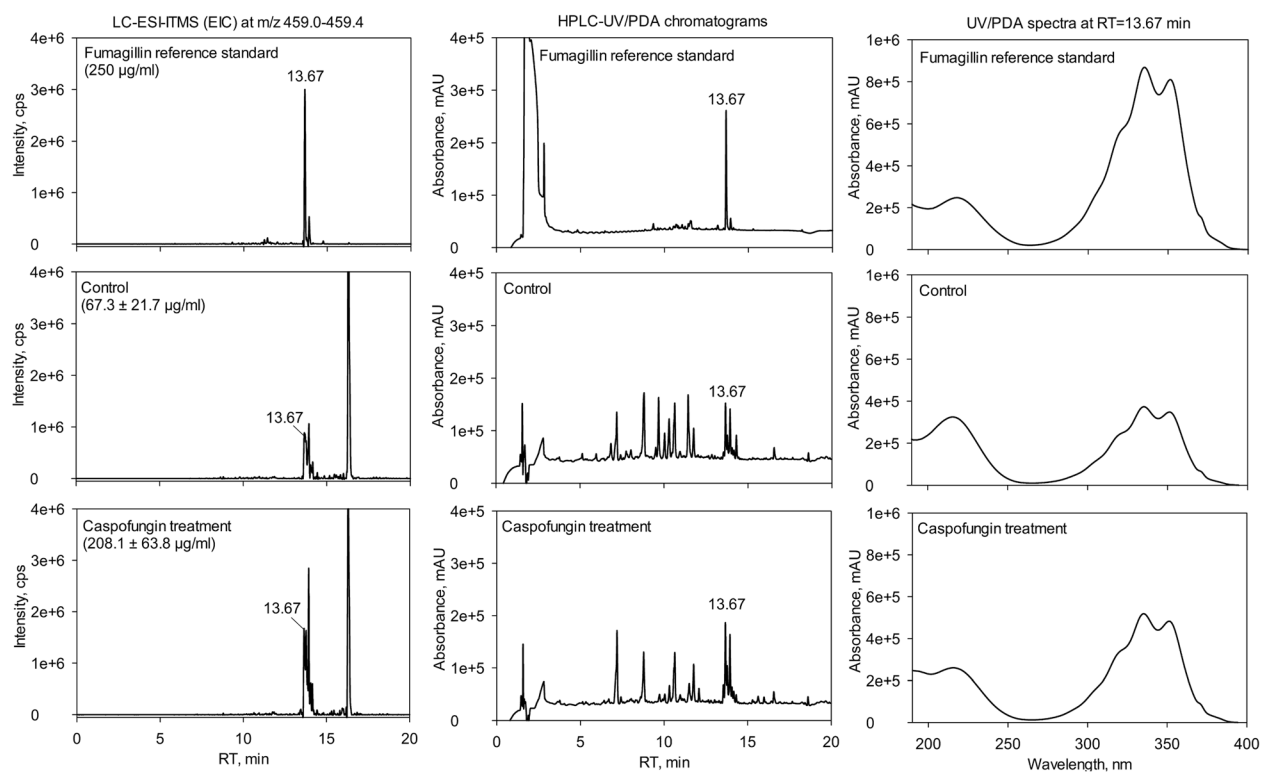 LC-ESI-ITMS (EIC) at m/z 459.0-459.4
HPLC-UV/PDA chromatograms
UV/PDA spectra at RT=13.67 min
Intensity, cps
4e+6
3e+6
2e+6
1e+6
0
Fumagillin reference standard
(250 µg/ml)
13.67
Absorbance, mAU
4e+5
3e+5
2e+5
1e+5
0
Fumagillin reference standard
13.67
Absorbance, mAU
1e+6
8e+5
6e+5
4e+5
2e+5
0
Fumagillin reference standard
Intensity, cps
4e+6
3e+6
2e+6
1e+6
0
Control
(67.3 ± 21.7 µg/ml)
13.67
Absorbance, mAU
4e+5
3e+5
2e+5
1e+5
0
Control
13.67
Absorbance, mAU
1e+6
8e+5
6e+5
4e+5
2e+5
0
Control
Intensity, cps
4e+6
3e+6
2e+6
1e+6
0
Caspofungin treatment
(208.1 ± 63.8 µg/ml)
13.67
0 5 10 15 20
RT, min
Absorbance, mAU
4e+5
3e+5
2e+5
1e+5
0
Caspofungin treatment
13.67
0 5 10 15 20
RT, min
Absorbance, mAU
1e+6
8e+5
6e+5
4e+5
2e+5
0
Caspofungin treatment
200 250 300 350 400
Wavelength, nm